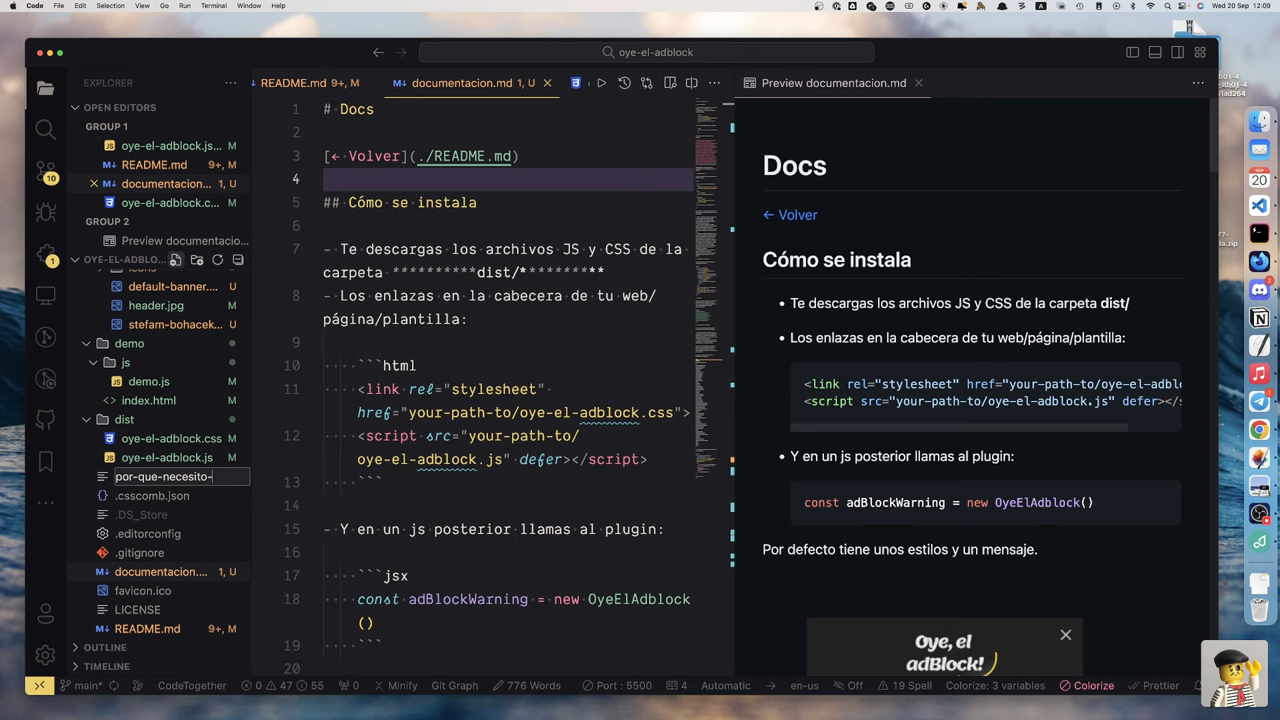 Code File Edit Selection View Go Run Terminal Window Help
Wed 20 Sep 12:09
oye-el-adblock
EXPLORER
README.md 9+, M
documentacion.md 1, U
Preview documentacion.md
OPEN EDITORS
GROUP 1
oye-el-adblock.js... M
README.md 9+, M
documentacion... 1, U
oye-el-adblock.c... M
GROUP 2
Preview documentacio...
OYE-EL-ADBLO...
icons
default-banner... M
header.jpg M
stefam-bohacek... M
demo
js
demo.js M
index.html M
dist
oye-el-adblock.css M
oye-el-adblock.js M
por-que-necesito-
.csscomb.json
.DS_Store
.editorconfig
.gitignore
documentacion.... 1, U
favicon.ico
LICENSE
README.md 9+, M
OUTLINE
TIMELINE
10
1
1 # Docs
2
3 [← Volver](./README.md)
4
5 ## Cómo se instala
6
7 - Te descargas los archivos JS y CSS de la
carpeta **********dist/**********
8 - Los enlazas en la cabecera de tu web/
página/plantilla:
9
10 ```html
11 <link rel="stylesheet"
href="your-path-to/oye-el-adblock.css">
12 <script src="your-path-to/
oye-el-adblock.js" defer></script>
13 ```
14
15 - Y en un js posterior llamas al plugin:
16
17 ```jsx
18 const adBlockWarning = new OyeElAdblock
()
19 ```
20
Docs
← Volver
Cómo se instala
• Te descargas los archivos JS y CSS de la carpeta dist/
• Los enlazas en la cabecera de tu web/página/plantilla:
<link rel="stylesheet" href="your-path-to/oye-el-adblo
<script src="your-path-to/oye-el-adblock.js" defer></s
• Y en un js posterior llamas al plugin:
const adBlockWarning = new OyeElAdblock()
Por defecto tiene unos estilos y un mensaje.
Oye, el
adBlock!
main* 0 47 55 0 Minify Git Graph 776 Words Port : 5500 4 Automatic en-us Off 19 Spell Colorize: 3 variables Colorize Prettier
SEP
20